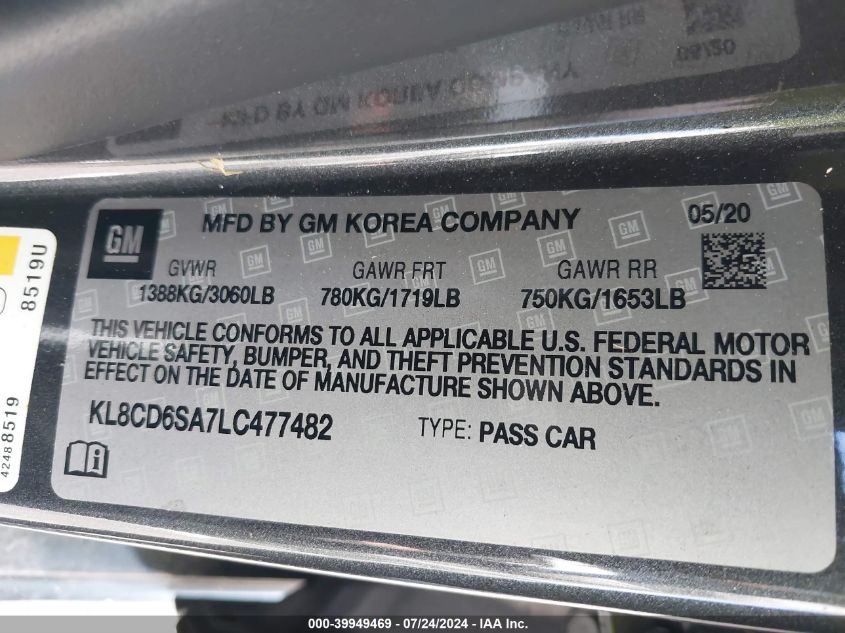 GM
MFD BY GM KOREA COMPANY
05/20
GVWR
GAWR FRT
GAWR RR
1388KG/3060LB
780KG/1719LB
750KG/1653LB
THIS VEHICLE CONFORMS TO ALL APPLICABLE U.S. FEDERAL MOTOR
VEHICLE SAFETY, BUMPER, AND THEFT PREVENTION STANDARDS IN
EFFECT ON THE DATE OF MANUFACTURE SHOWN ABOVE.
KL8CD6SA7LC477482
TYPE: PASS CAR
8519U
42488519
000-39949469 - 07/24/2024 - IAA Inc.